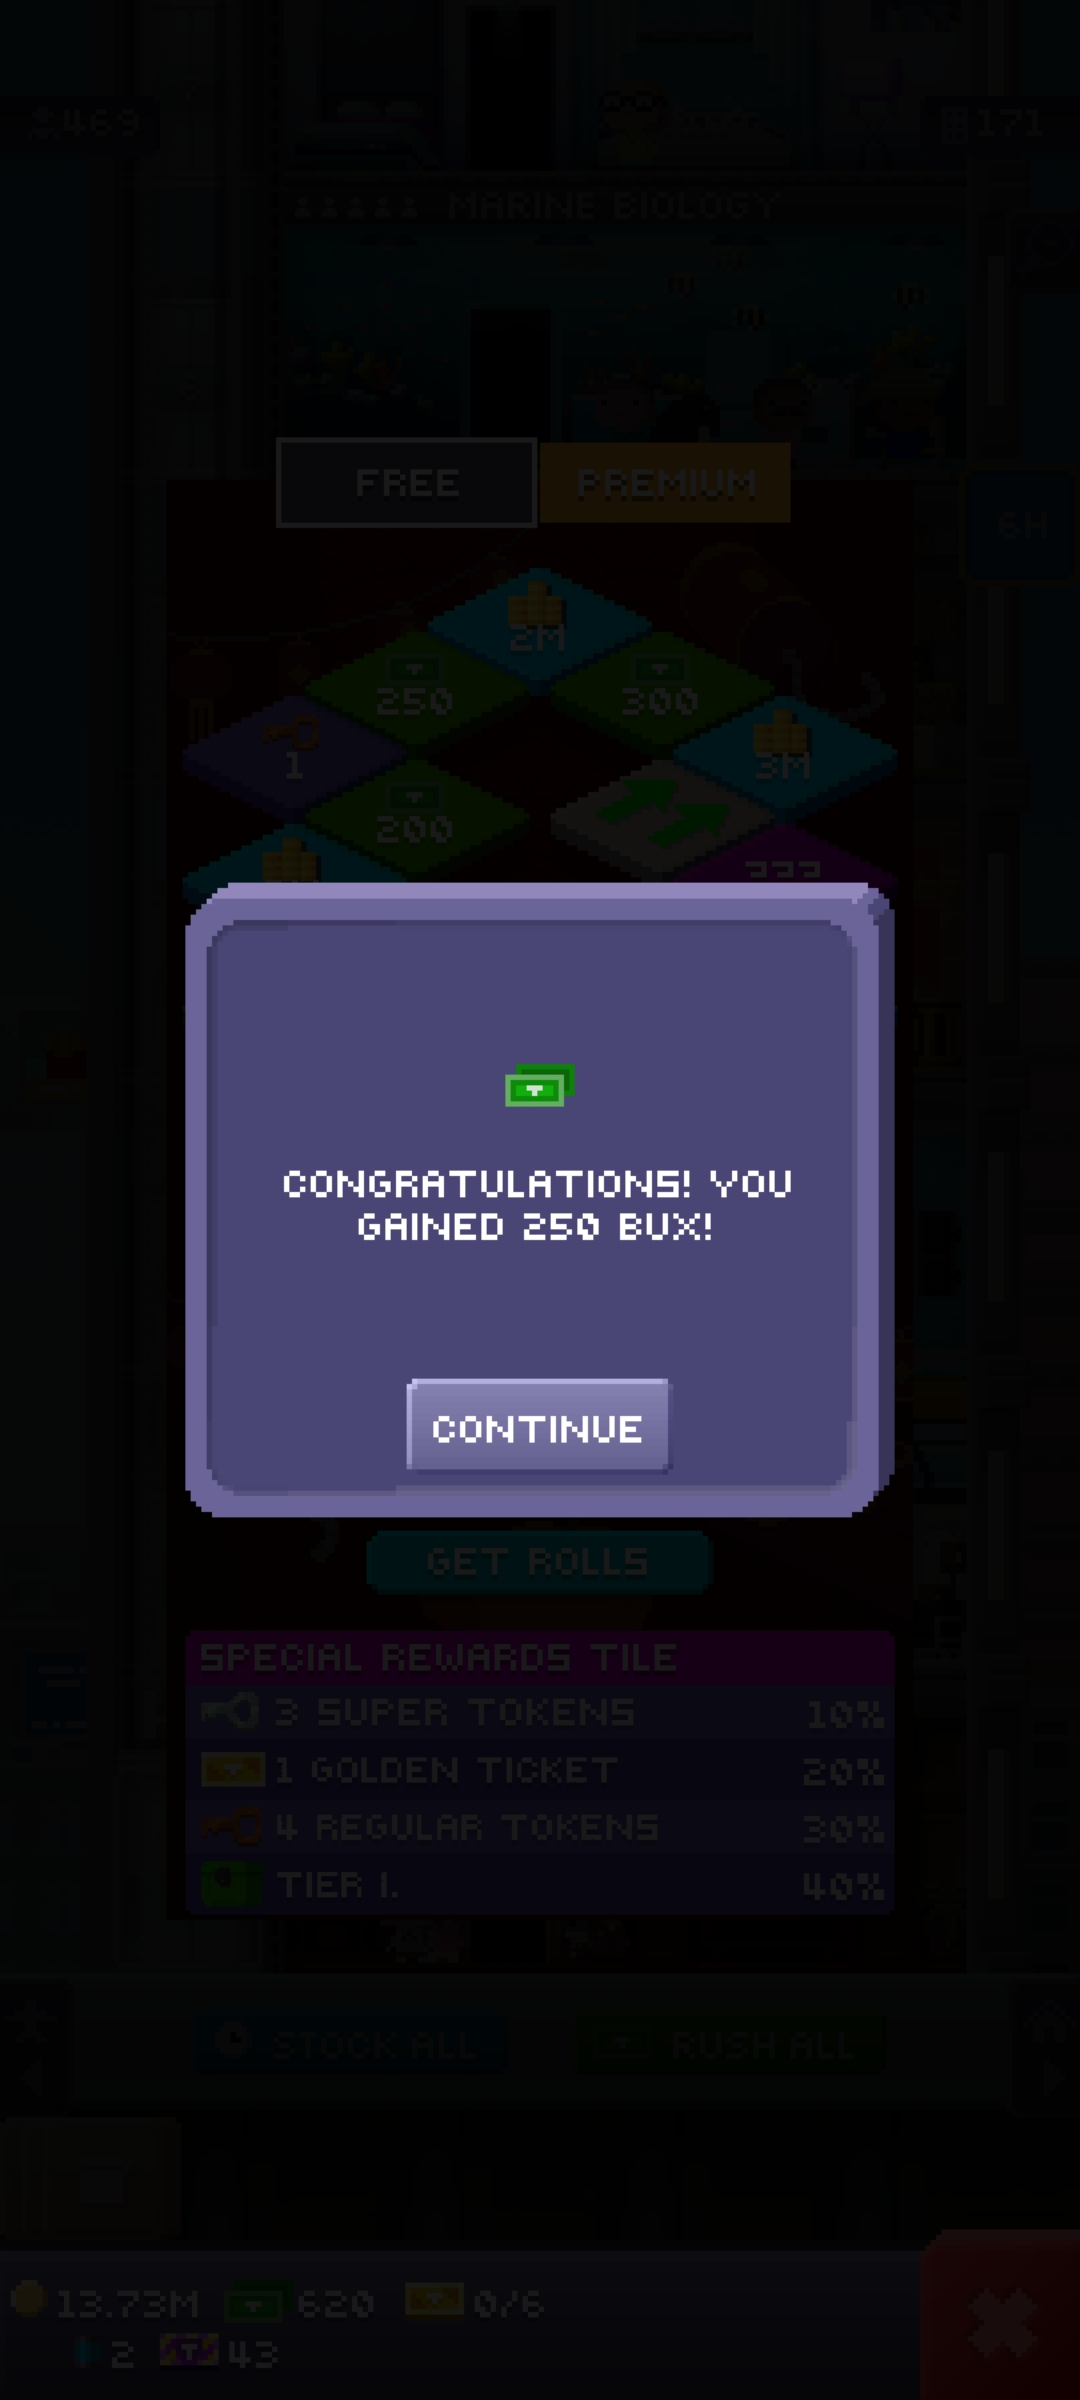 469
171
MARINE BIOLOGY
FREE
PREMIUM
6H
2M
250
300
1
3M
200
???
CONGRATULATIONS! YOU
GAINED 250 BUX!
CONTINUE
GET ROLLS
SPECIAL REWARDS TILE
3 SUPER TOKENS 10%
1 GOLDEN TICKET 20%
4 REGULAR TOKENS 30%
TIER 1. 40%
STOCK ALL
RUSH ALL
13.73M 620 0/6
2 43